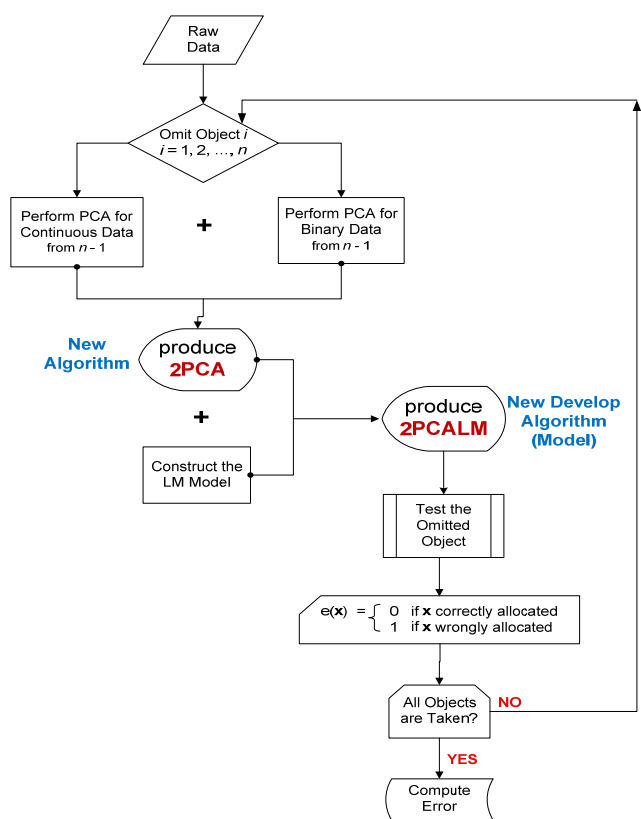 Raw
Data
Omit Object i
i = 1, 2, ..., n
Perform PCA for
Continuous Data
from n - 1
+
Perform PCA for
Binary Data
from n - 1
New
Algorithm
produce
2PCA
+
Construct the
LM Model
produce
2PCALM
New Develop
Algorithm
(Model)
Test the
Omitted
Object
e(x) = { 0 if x correctly allocated
1 if x wrongly allocated
All Objects
are Taken?
NO
YES
Compute
Error